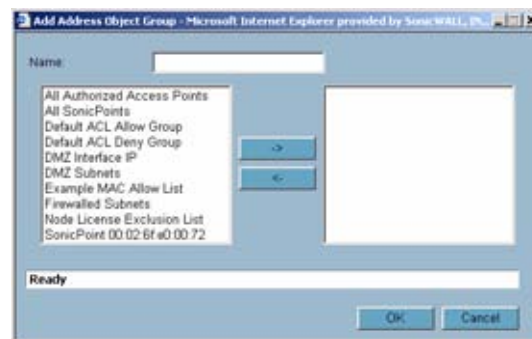 Add Address Object Group - Microsoft Internet Explorer provided by SonicWALL, IN...
Name:
All Authorized Access Points
All SonicPoints
Default ACL Allow Group
Default ACL Deny Group
DMZ Interface IP
DMZ Subnets
Example MAC Allow List
Firewalled Subnets
Node License Exclusion List
SonicPoint 00:02:6f:e0:00:72
->
<-
Ready
OK
Cancel